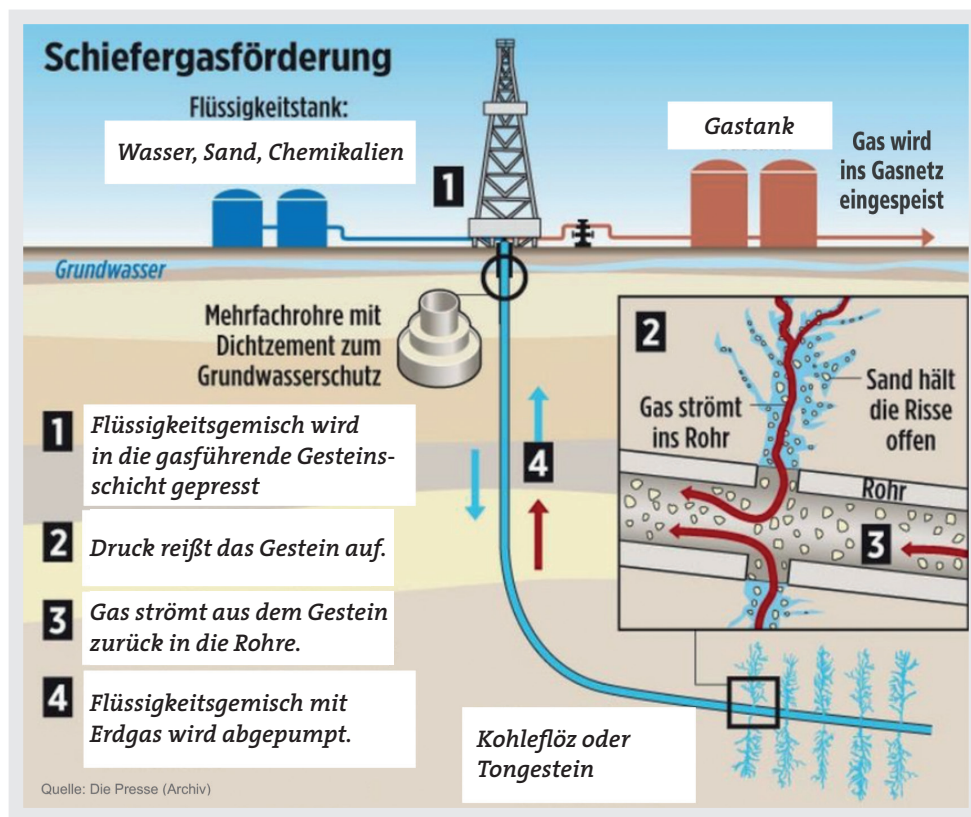 Schiefergasförderung
Flüssigkeitstank:
Wasser, Sand, Chemikalien
Gastank
Gas wird
ins Gasnetz
eingespeist
1
Grundwasser
Mehrfachrohre mit
Dichtzement zum
Grundwasserschutz
2
Gas strömt
ins Rohr
Sand hält
die Risse
offen
Rohr
3
4
1
Flüssigkeitsgemisch wird
in die gasführende Gesteins-
schicht gepresst
2
Druck reißt das Gestein auf.
3
Gas strömt aus dem Gestein
zurück in die Rohre.
4
Flüssigkeitsgemisch mit
Erdgas wird abgepumpt.
Kohleflöz oder
Tongestein
Quelle: Die Presse (Archiv)